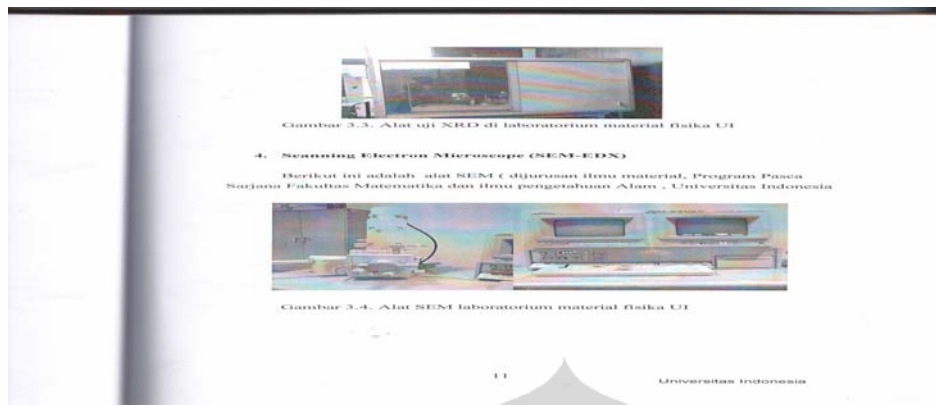 Gambar 3.3. Alat uji XRD di laboratorium material fisika UI
4. Scanning Electron Microscope (SEM-EDX)
Berikut ini adalah alat SEM ( dijurusan ilmu material, Program Pasca
Sarjana Fakultas Matematika dan ilmu pengetahuan Alam , Universitas Indonesia
Gambar 3.4. Alat SEM laboratorium material fisika UI
11
Universitas Indonesia